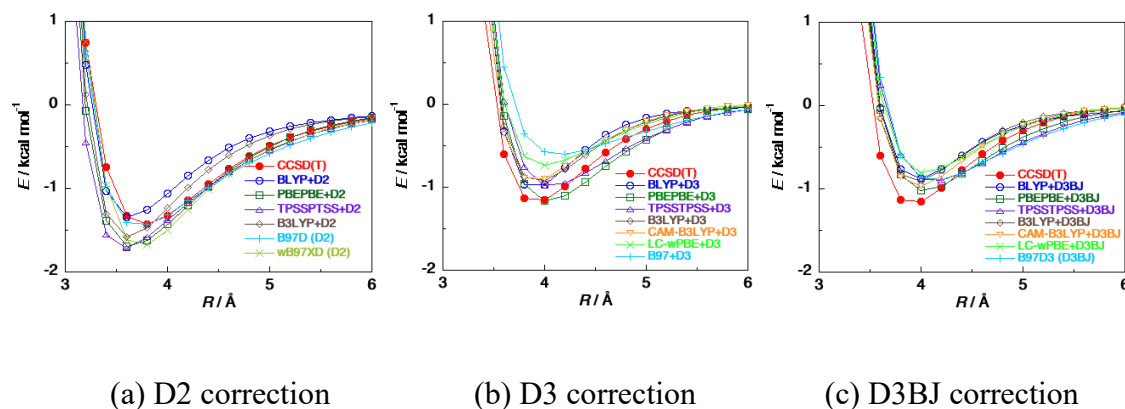 1
0
-1
-2
E / kcal mol-1
CCSD(T)
BLYP+D2
PBEPBE+D2
TPSSPTSS+D2
B3LYP+D2
B97D (D2)
wB97XD (D2)
3 4 5 6
R / Å
(a) D2 correction
1
0
-1
-2
E / kcal mol-1
CCSD(T)
BLYP+D3
PBEPBE+D3
TPSSTPSS+D3
B3LYP+D3
CAM-B3LYP+D3
LC-wPBE+D3
B97+D3
3 4 5 6
R / Å
(b) D3 correction
1
0
-1
-2
E / kcal mol-1
CCSD(T)
BLYP+D3BJ
PBEPBE+D3BJ
TPSSTPSS+D3BJ
B3LYP+D3BJ
CAM-B3LYP+D3BJ
LC-wPBE+D3BJ
B97D3 (D3BJ)
3 4 5 6
R / Å
(c) D3BJ correction